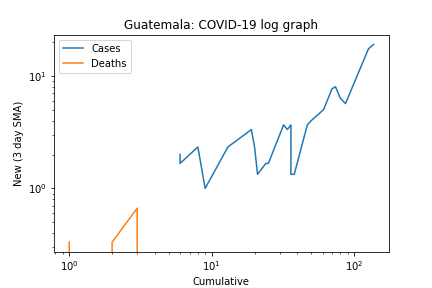 Guatemala: COVID-19 log graph
Cases
Deaths
10¹
10⁰
New (3 day SMA)
10⁰ 10¹ 10²
Cumulative